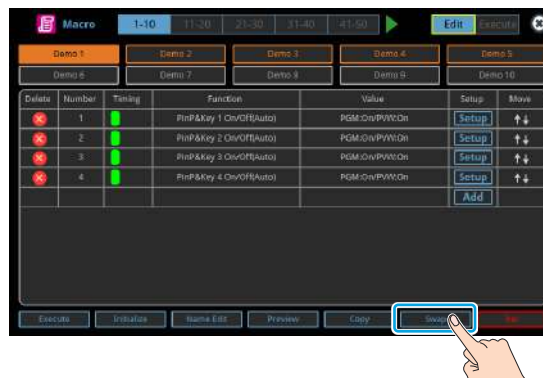 Macro 1-10 11-20 21-30 31-40 41-50 Edit Execute
Demo 1 Demo 2 Demo 3 Demo 4 Demo 5
Demo 6 Demo 7 Demo 8 Demo 9 Demo 10
Delete Number Timing Function Value Setup Move
1 PinP&Key 1 On/Off(Auto) PGM:On/PVW:On Setup
2 PinP&Key 2 On/Off(Auto) PGM:On/PVW:On Setup
3 PinP&Key 3 On/Off(Auto) PGM:On/PVW:On Setup
4 PinP&Key 4 On/Off(Auto) PGM:On/PVW:On Setup
Add
Execute Initialize Name Edit Preview Copy Swap